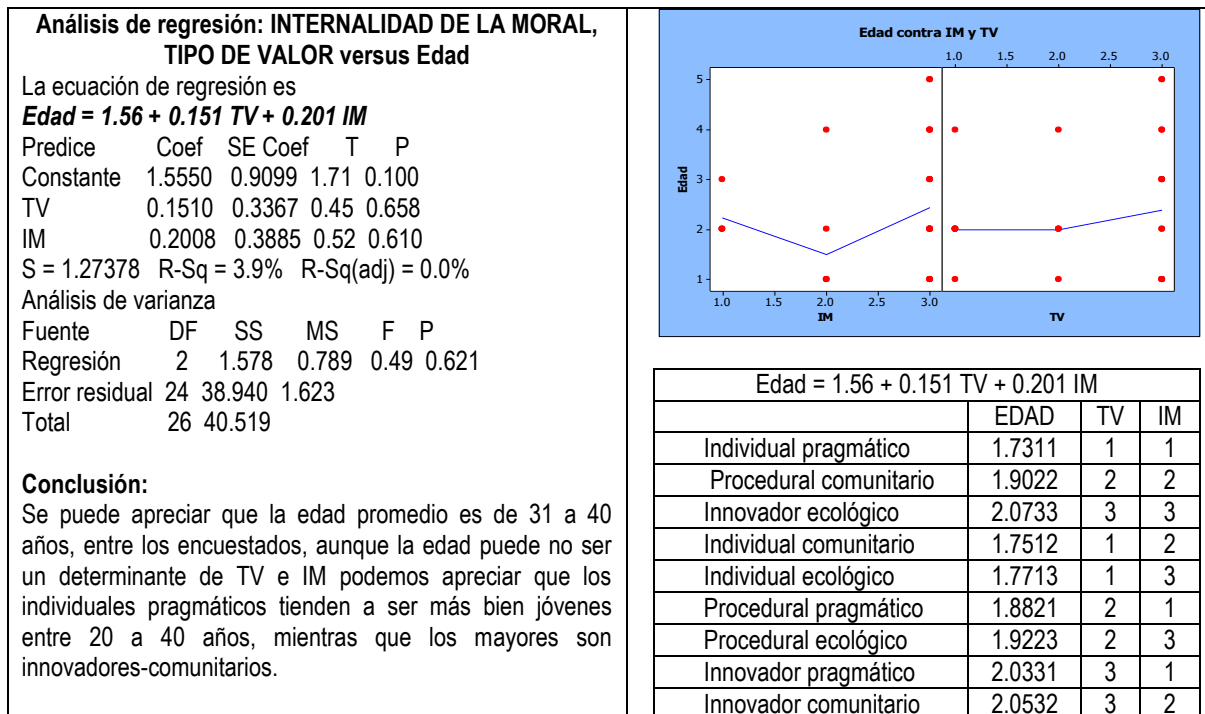 Análisis de regresión: INTERNALIDAD DE LA MORAL,
TIPO DE VALOR versus Edad
La ecuación de regresión es
Edad = 1.56 + 0.151 TV + 0.201 IM
Predice Coef SE Coef T P
Constante 1.5550 0.9099 1.71 0.100
TV 0.1510 0.3367 0.45 0.658
IM 0.2008 0.3885 0.52 0.610
S = 1.27378 R-Sq = 3.9% R-Sq(adj) = 0.0%
Análisis de varianza
Fuente DF SS MS F P
Regresión 2 1.578 0.789 0.49 0.621
Error residual 24 38.940 1.623
Total 26 40.519
Conclusión:
Se puede apreciar que la edad promedio es de 31 a 40
años, entre los encuestados, aunque la edad puede no ser
un determinante de TV e IM podemos apreciar que los
individuales pragmáticos tienden a ser más bien jóvenes
entre 20 a 40 años, mientras que los mayores son
innovadores-comunitarios.
Edad contra IM y TV
1.0 1.5 2.0 2.5 3.0
5
4
3
2
1
Edad
1.0 1.5 2.0 2.5 3.0
IM TV
Edad = 1.56 + 0.151 TV + 0.201 IM
EDAD TV IM
Individual pragmático 1.7311 1 1
Procedural comunitario 1.9022 2 2
Innovador ecológico 2.0733 3 3
Individual comunitario 1.7512 1 2
Individual ecológico 1.7713 1 3
Procedural pragmático 1.8821 2 1
Procedural ecológico 1.9223 2 3
Innovador pragmático 2.0331 3 1
Innovador comunitario 2.0532 3 2